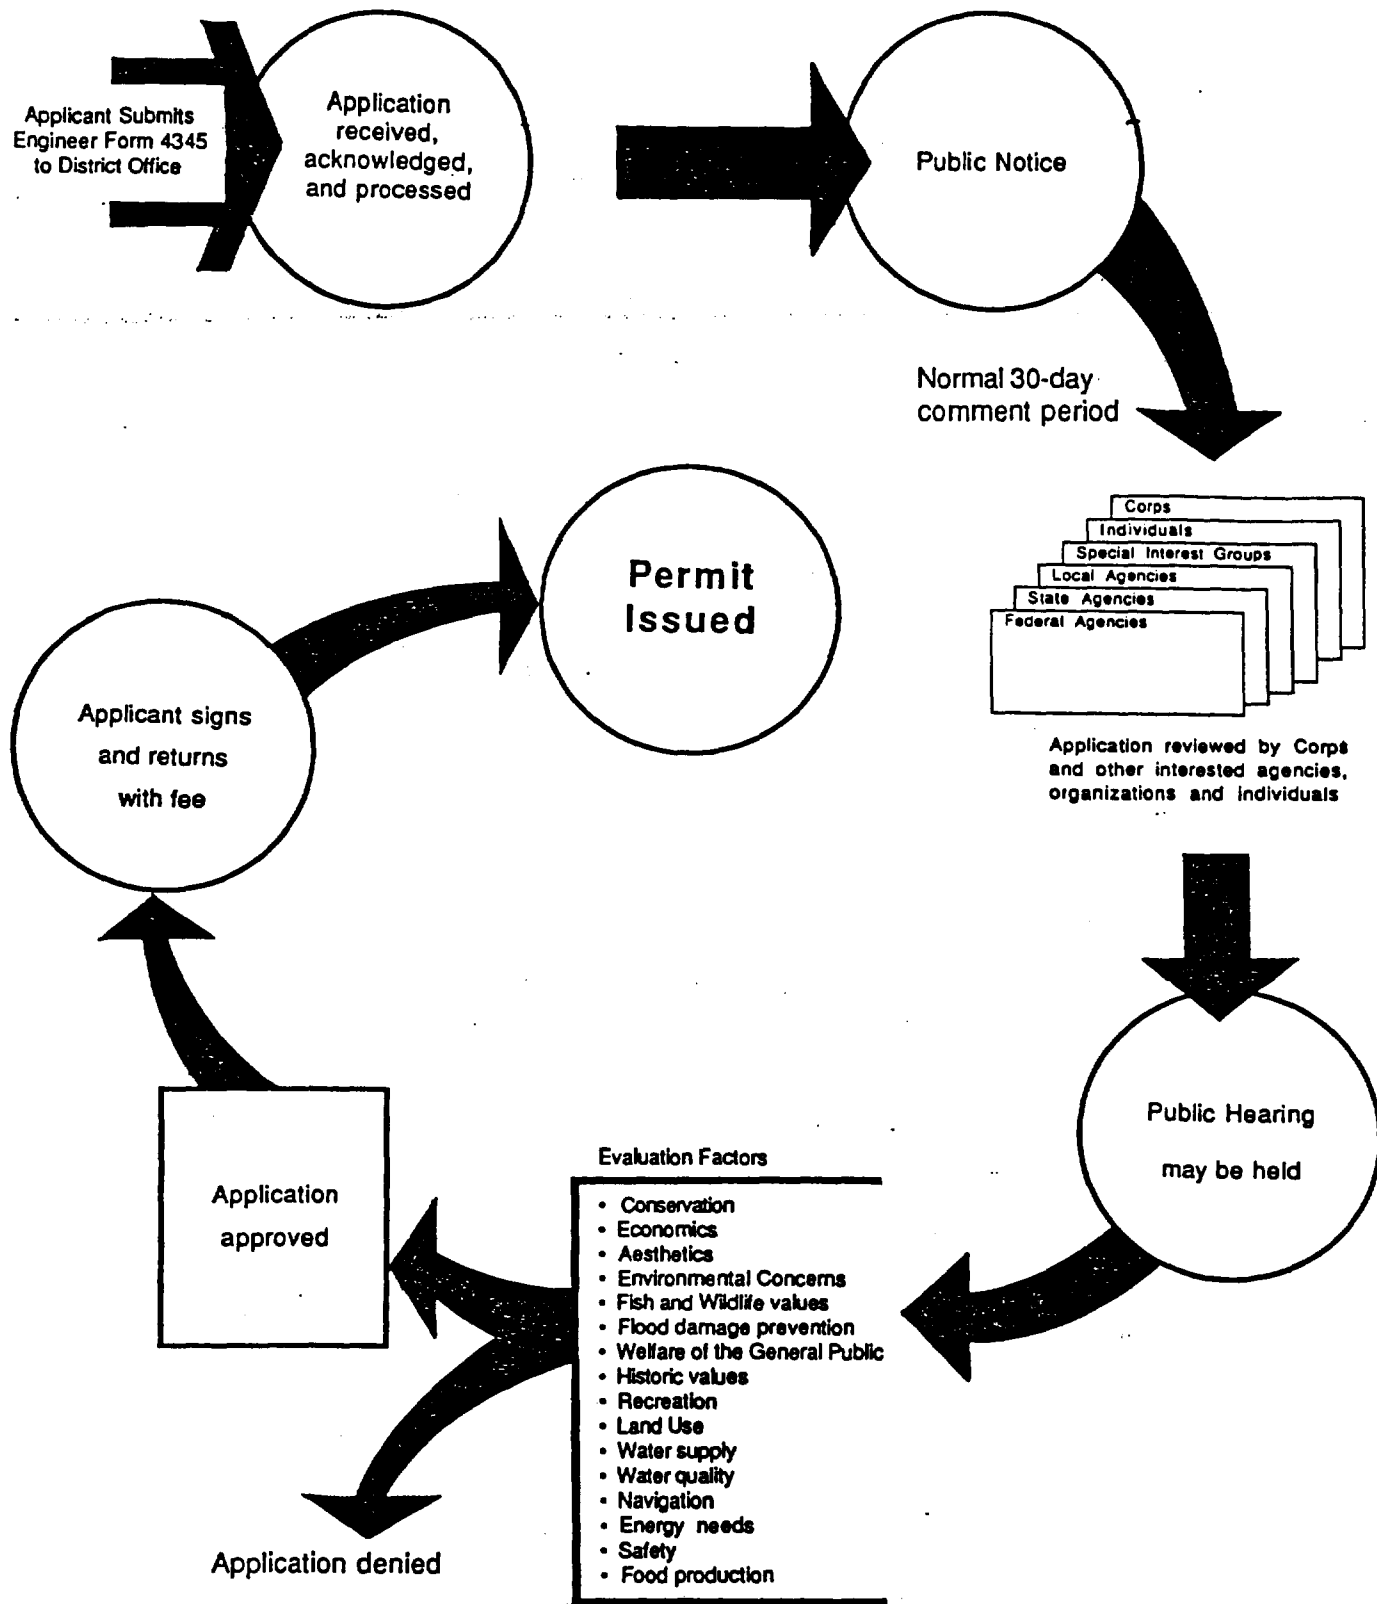 Applicant Submits
Engineer Form 4345
to District Office
Application
received,
acknowledged,
and processed
Public Notice
Normal 30-day
comment period
Corps
Individuals
Special Interest Groups
Local Agencies
State Agencies
Federal Agencies
Application reviewed by Corps
and other interested agencies,
organizations and individuals
Public Hearing
may be held
Evaluation Factors
• Conservation
• Economics
• Aesthetics
• Environmental Concerns
• Fish and Wildlife values
• Flood damage prevention
• Welfare of the General Public
• Historic values
• Recreation
• Land Use
• Water supply
• Water quality
• Navigation
• Energy needs
• Safety
• Food production
Application denied
Application
approved
Applicant signs
and returns
with fee
Permit
Issued